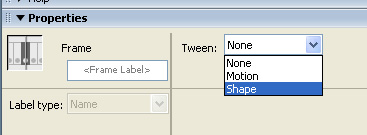 Help
Properties
Frame
<Frame Label>
Label type: Name
Tween: None
None
Motion
Shape